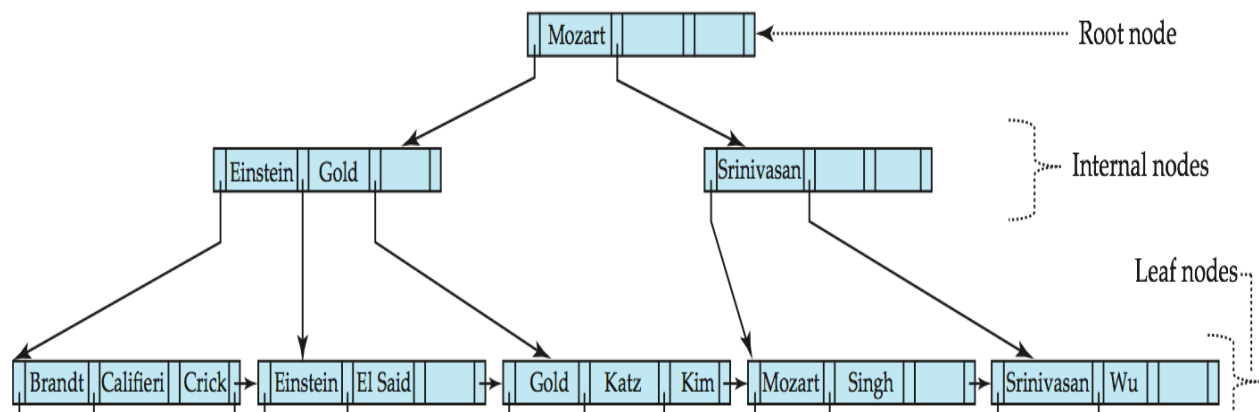 Mozart Root node
Einstein Gold Srinivasan Internal nodes
Leaf nodes
Brandt Califieri Crick Einstein El Said Gold Katz Kim Mozart Singh Srinivasan Wu